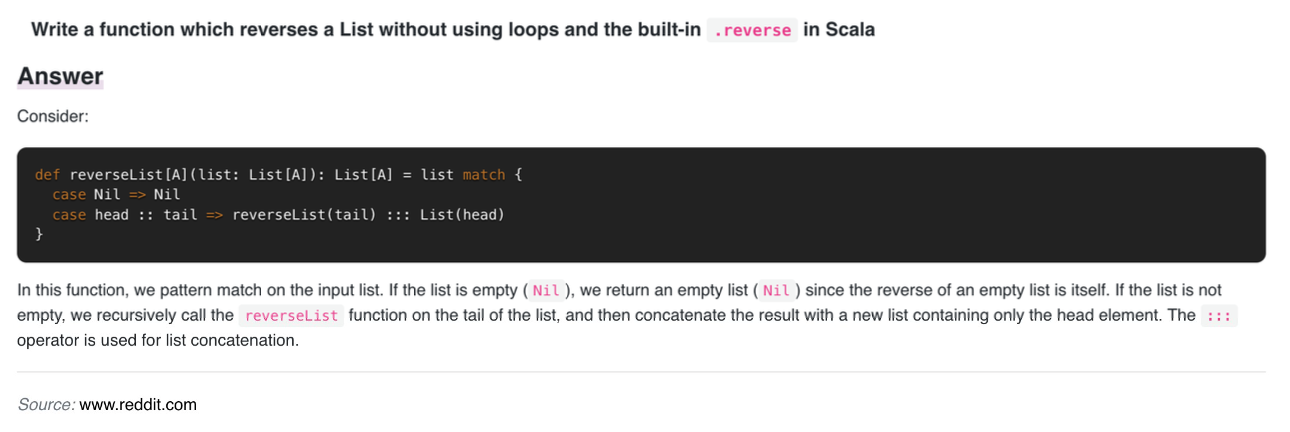 Write a function which reverses a List without using loops and the built-in .reverse in Scala
Answer
Consider:
def reverseList[A](list: List[A]): List[A] = list match {
  case Nil => Nil
  case head :: tail => reverseList(tail) ::: List(head)
}
In this function, we pattern match on the input list. If the list is empty ( Nil ), we return an empty list ( Nil ) since the reverse of an empty list is itself. If the list is not
empty, we recursively call the reverseList function on the tail of the list, and then concatenate the result with a new list containing only the head element. The :::
operator is used for list concatenation.
Source: www.reddit.com